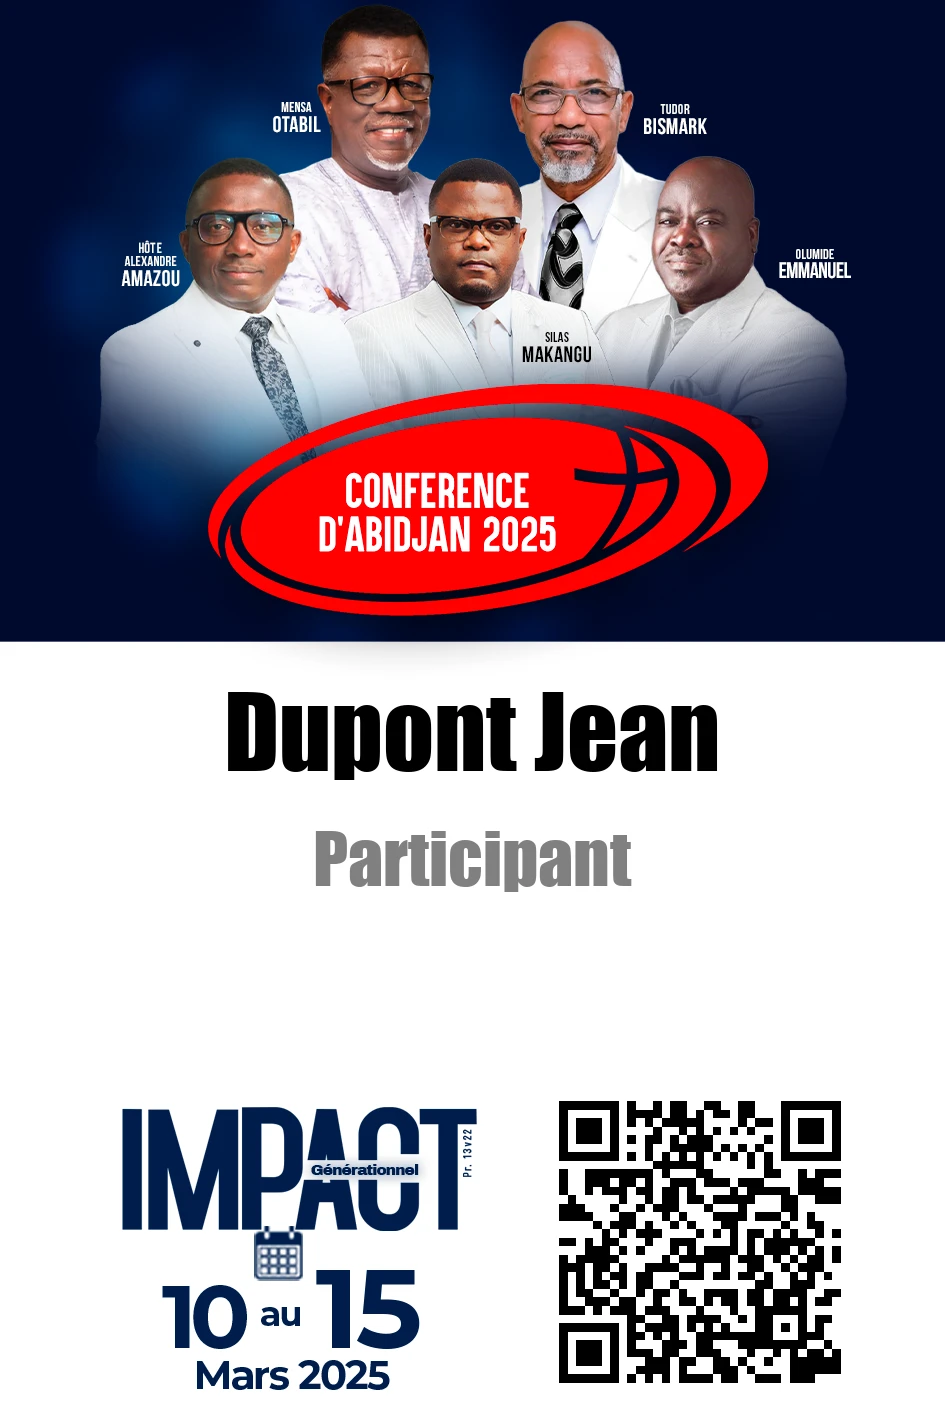 MENSA
OTABIL
TUDOR
BISMARK
HÔTE
ALEXANDRE
AMAZOU
OLUMIDE
EMMANUEL
SILAS
MAKANGU
CONFERENCE
D'ABIDJAN 2025
Dupont Jean
Participant
IMPACT
Générationnel
Pr. 13v22
10 au 15
Mars 2025